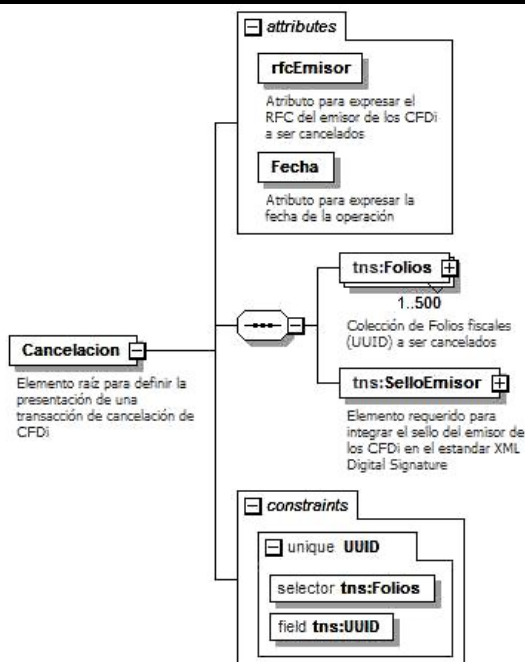 attributes
rfcEmisor
Atributo para expresar el
RFC del emisor de los CFDi
a ser cancelados
Fecha
Atributo para expresar la
fecha de la operación
tns:Folios
1..500
Colección de Folios fiscales
(UUID) a ser cancelados
Cancelacion
Elemento raíz para definir la
presentación de una
transacción de cancelación de
CFDi
tns:SelloEmisor
Elemento requerido para
integrar el sello del emisor de
los CFDi en el estandar XML
Digital Signature
constraints
unique UUID
selector tns:Folios
field tns:UUID